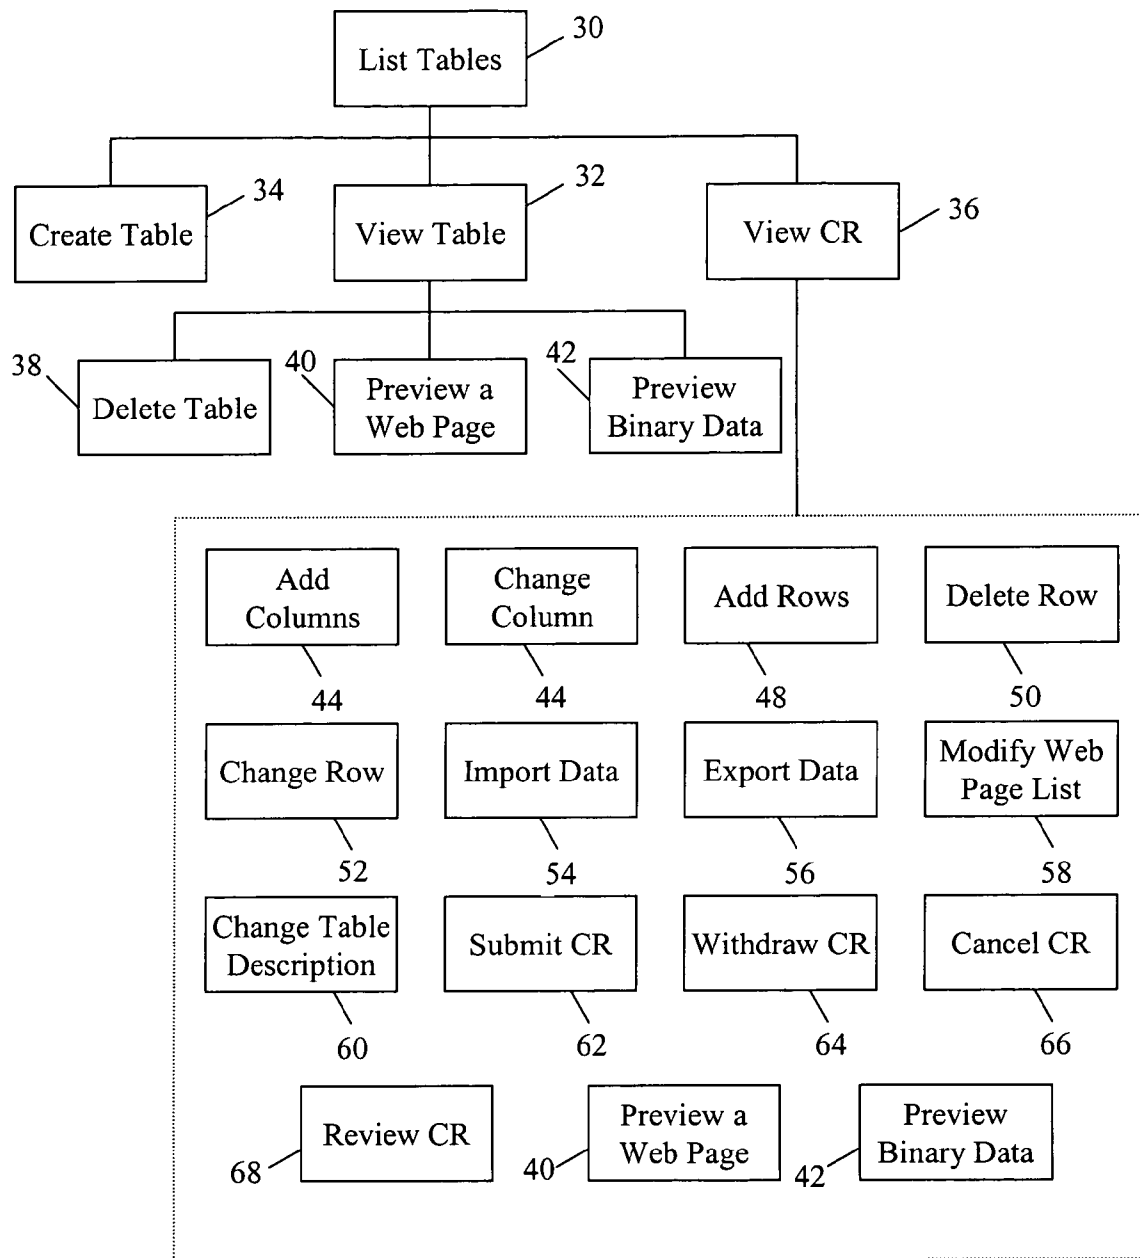 List Tables
30
Create Table
34
View Table
32
View CR
36
38
Delete Table
40
Preview a
Web Page
42
Preview
Binary Data
Add
Columns
44
Change
Column
44
Add Rows
48
Delete Row
50
Change Row
52
Import Data
54
Export Data
56
Modify Web
Page List
58
Change Table
Description
60
Submit CR
62
Withdraw CR
64
Cancel CR
66
Review CR
68
Preview a
Web Page
40
Preview
Binary Data
42